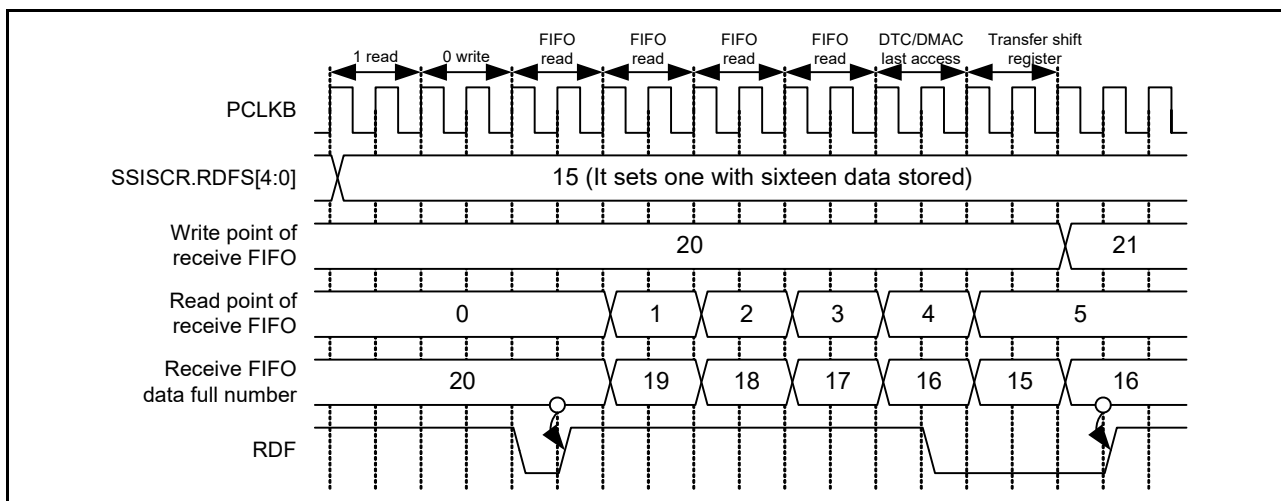 1 read
0 write
FIFO
read
FIFO
read
FIFO
read
FIFO
read
DTC/DMAC
last access
Transfer shift
register
PCLKB
SSISCR.RDFS[4:0]
15 (It sets one with sixteen data stored)
Write point of
receive FIFO
20
21
Read point of
receive FIFO
0
1
2
3
4
5
Receive FIFO
data full number
20
19
18
17
16
15
16
RDF